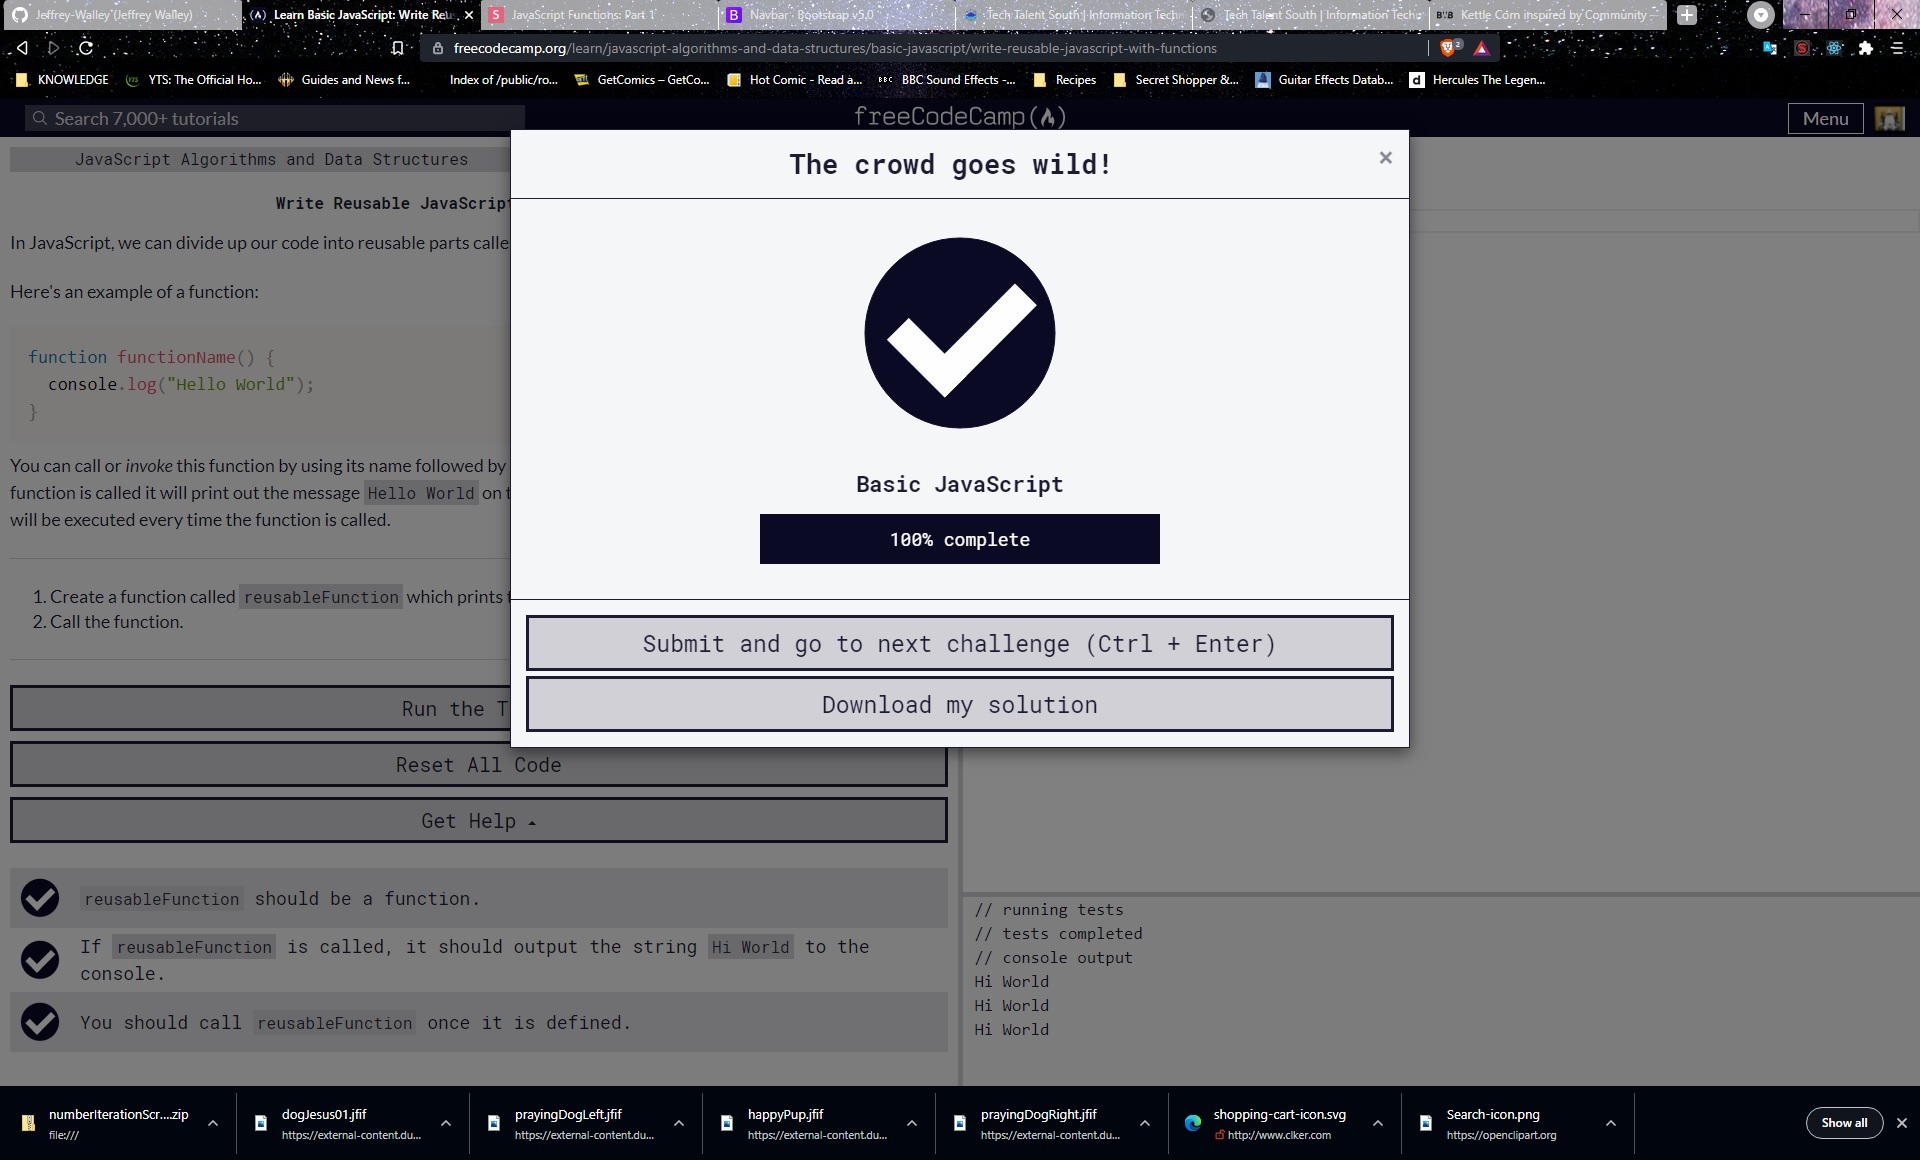 Jeffrey-Walley (Jeffrey Walley)
Learn Basic JavaScript: Write Reu
JavaScript Functions: Part 1
Navbar · Bootstrap v5.0
Tech Talent South | Information Tech
Tech Talent South | Information Tech
Kettle Corn inspired by Community
freecodecamp.org/learn/javascript-algorithms-and-data-structures/basic-javascript/write-reusable-javascript-with-functions
2
KNOWLEDGE
YTS: The Official Ho...
Guides and News f...
Index of /public/ro...
GetComics – GetCo...
Hot Comic - Read a...
BBC
BBC Sound Effects -...
Recipes
Secret Shopper &...
Guitar Effects Datab...
d
Hercules The Legen...
Search 7,000+ tutorials
freeCodeCamp
Menu
JavaScript Algorithms and Data Structures
Write Reusable JavaScript
In JavaScript, we can divide up our code into reusable parts calle
Here's an example of a function:
function functionName() {
console.log("Hello World");
}
You can call or invoke this function by using its name followed by
function is called it will print out the message Hello World on t
will be executed every time the function is called.
1. Create a function called reusableFunction which prints
2. Call the function.
Run the T
Reset All Code
Get Help
reusableFunction should be a function.
If reusableFunction is called, it should output the string Hi World to the
console.
You should call reusableFunction once it is defined.
The crowd goes wild!
×
Basic JavaScript
100% complete
Submit and go to next challenge (Ctrl + Enter)
Download my solution
// running tests
// tests completed
// console output
Hi World
Hi World
Hi World
numberIterationScr....zip
file:///
dogJesus01.jfif
https://external-content.du...
prayingDogLeft.jfif
https://external-content.du...
happyPup.jfif
https://external-content.du...
prayingDogRight.jfif
https://external-content.du...
shopping-cart-icon.svg
http://www.clker.com
Search-icon.png
https://openclipart.org
Show all